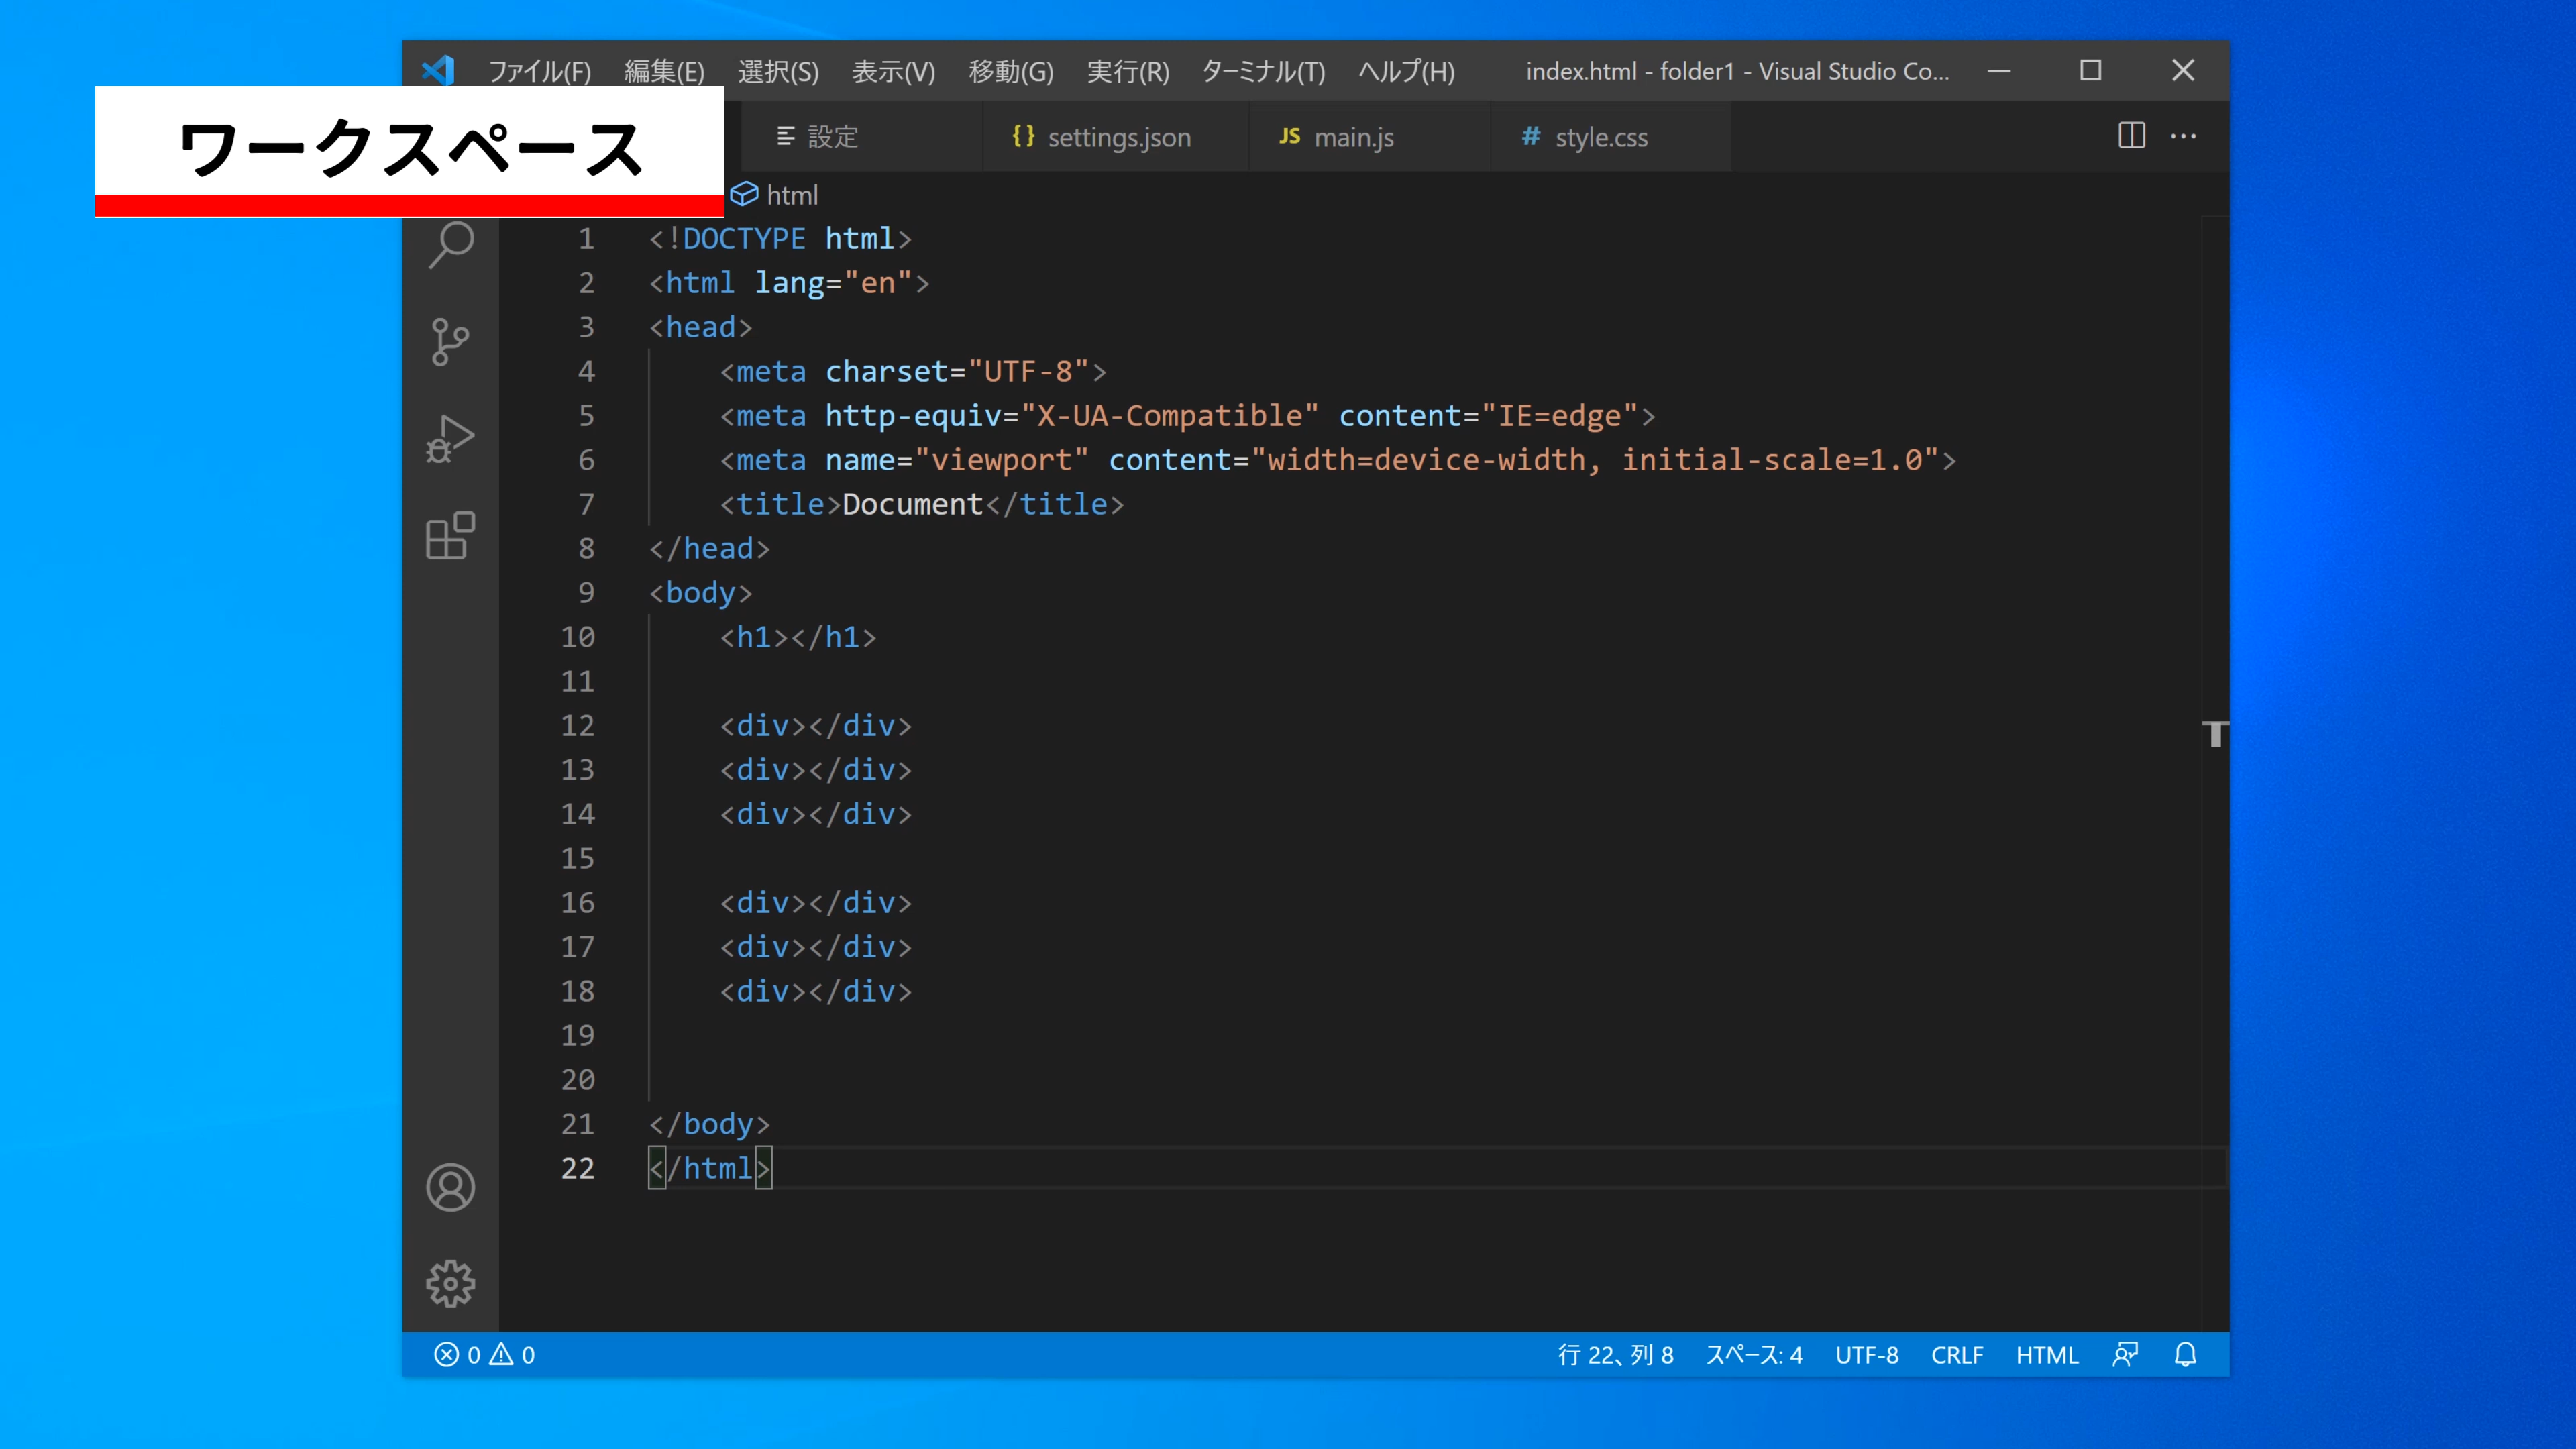 ファイル(F) 編集(E) 選択(S) 表示(V) 移動(G) 実行(R) ターミナル(T) ヘルプ(H) index.html - folder1 - Visual Studio Co...
ワークスペース
設定 {} settings.json JS main.js # style.css ...
html
1 <!DOCTYPE html>
2 <html lang="en">
3 <head>
4     <meta charset="UTF-8">
5     <meta http-equiv="X-UA-Compatible" content="IE=edge">
6     <meta name="viewport" content="width=device-width, initial-scale=1.0">
7     <title>Document</title>
8 </head>
9 <body>
10     <h1></h1>
11
12     <div></div>
13     <div></div>
14     <div></div>
15
16     <div></div>
17     <div></div>
18     <div></div>
19
20
21 </body>
22 </html>
0 0 行 22、列 8 スペース: 4 UTF-8 CRLF HTML